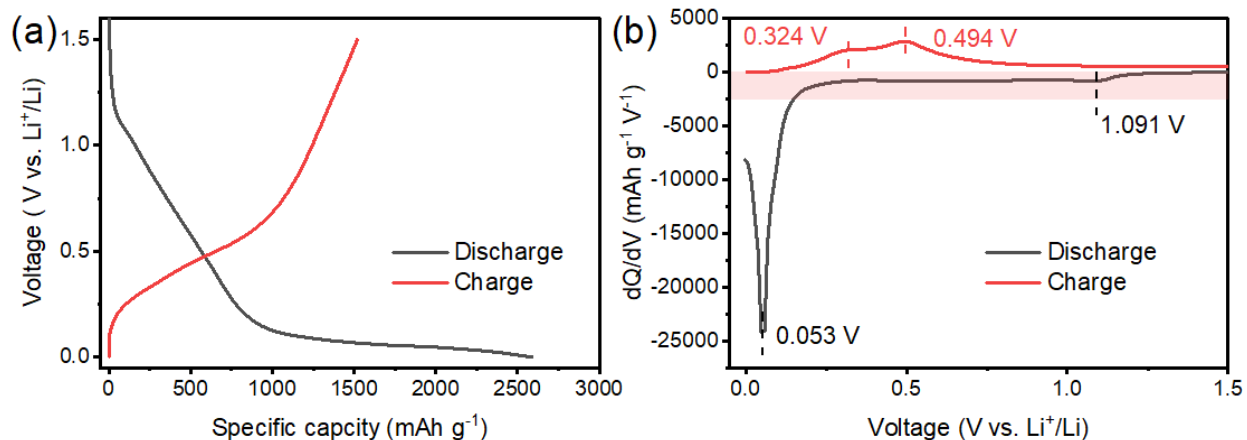 (a)
1.5
1.0
0.5
0.0
Voltage ( V vs. Li⁺/Li)
Discharge
Charge
0 500 1000 1500 2000 2500 3000
Specific capcity (mAh g⁻¹)
(b)
5000
0
-5000
-10000
-15000
-20000
-25000
dQ/dV (mAh g⁻¹ V⁻¹)
0.324 V
0.494 V
1.091 V
Discharge
Charge
0.053 V
0.0 0.5 1.0 1.5
Voltage (V vs. Li⁺/Li)